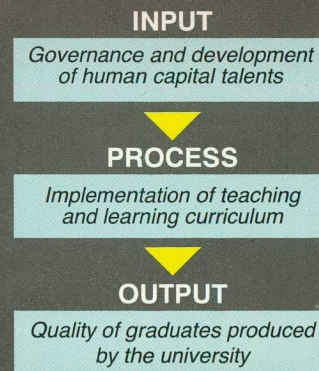 INPUT
Governance and development
of human capital talents
PROCESS
Implementation of teaching
and learning curriculum
OUTPUT
Quality of graduates produced
by the university